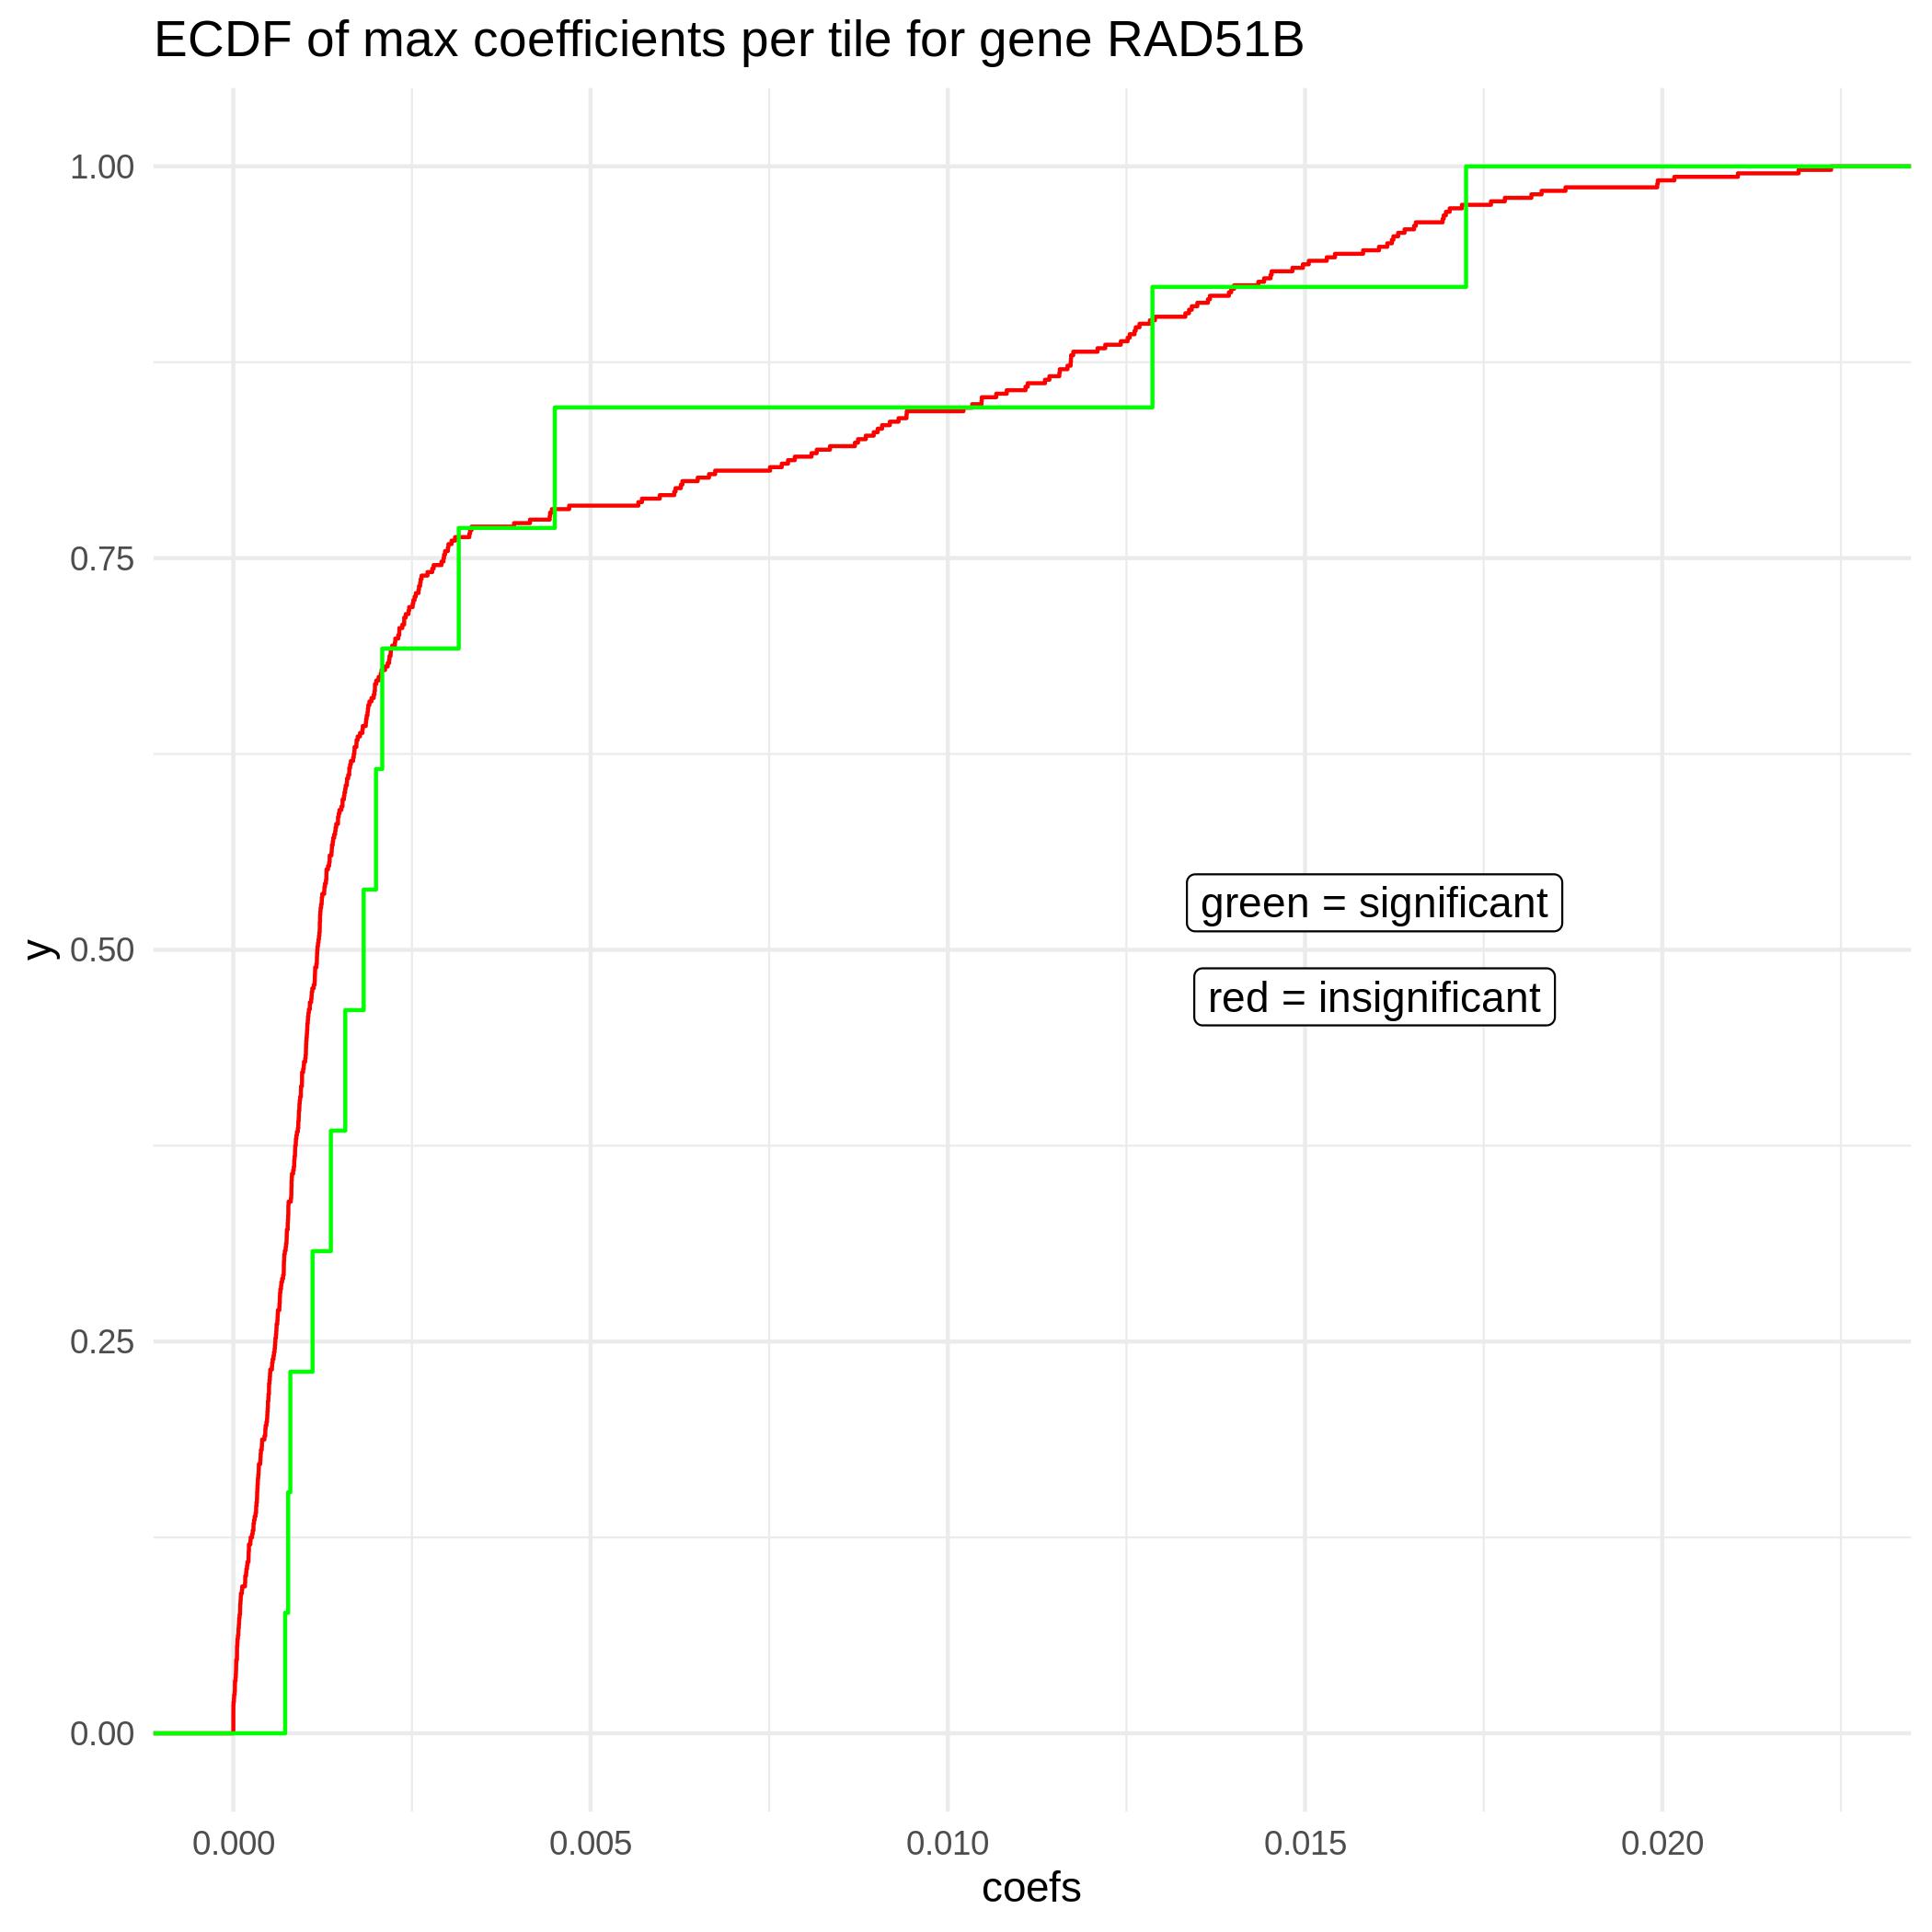 ECDF of max coefficients per tile for gene RAD51B
1.00
0.75
0.50
0.25
0.00
y
green = significant
red = insignificant
0.000 0.005 0.010 0.015 0.020
coefs